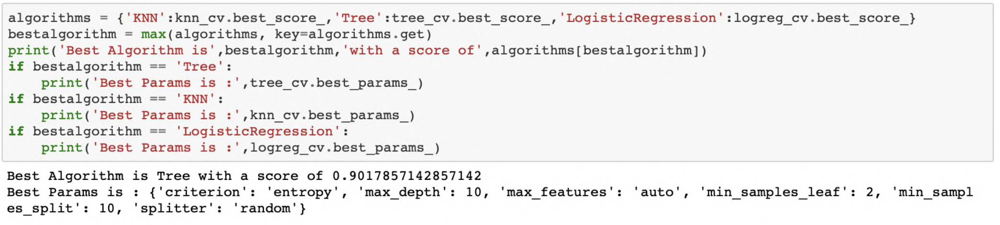 algorithms = {'KNN':knn_cv.best_score_,'Tree':tree_cv.best_score_,'LogisticRegression':logreg_cv.best_score_}
bestalgorithm = max(algorithms, key=algorithms.get)
print('Best Algorithm is',bestalgorithm,'with a score of',algorithms[bestalgorithm])
if bestalgorithm == 'Tree':
    print('Best Params is :',tree_cv.best_params_)
if bestalgorithm == 'KNN':
    print('Best Params is :',knn_cv.best_params_)
if bestalgorithm == 'LogisticRegression':
    print('Best Params is :',logreg_cv.best_params_)
Best Algorithm is Tree with a score of 0.9017857142857142
Best Params is : {'criterion': 'entropy', 'max_depth': 10, 'max_features': 'auto', 'min_samples_leaf': 2, 'min_sampl
es_split': 10, 'splitter': 'random'}